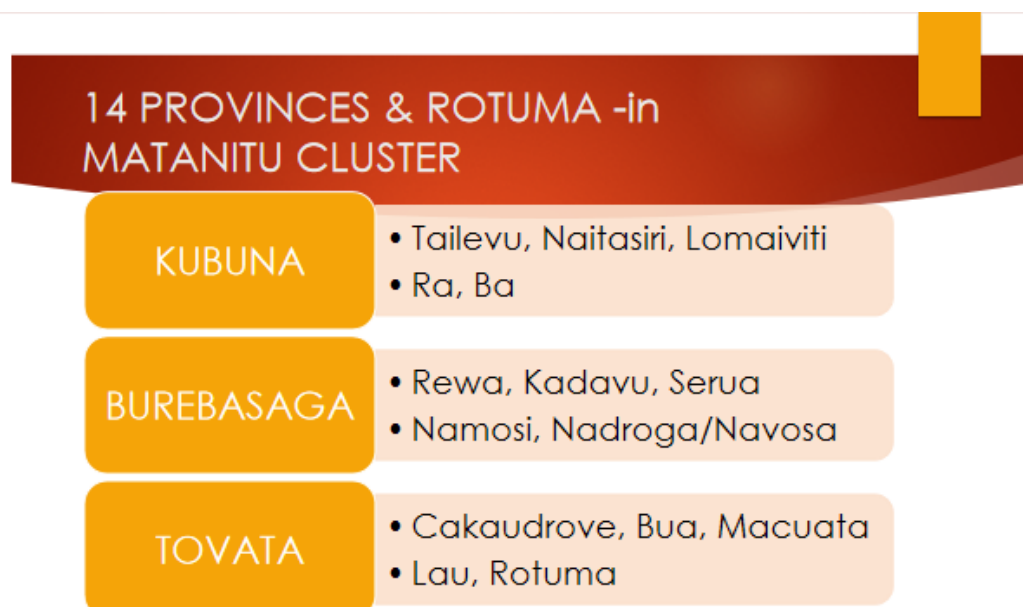 14 PROVINCES & ROTUMA -in
MATANITU CLUSTER
KUBUNA
• Tailevu, Naitasiri, Lomaiviti
• Ra, Ba
BUREBASAGA
• Rewa, Kadavu, Serua
• Namosi, Nadroga/Navosa
TOVATA
• Cakaudrove, Bua, Macuata
• Lau, Rotuma